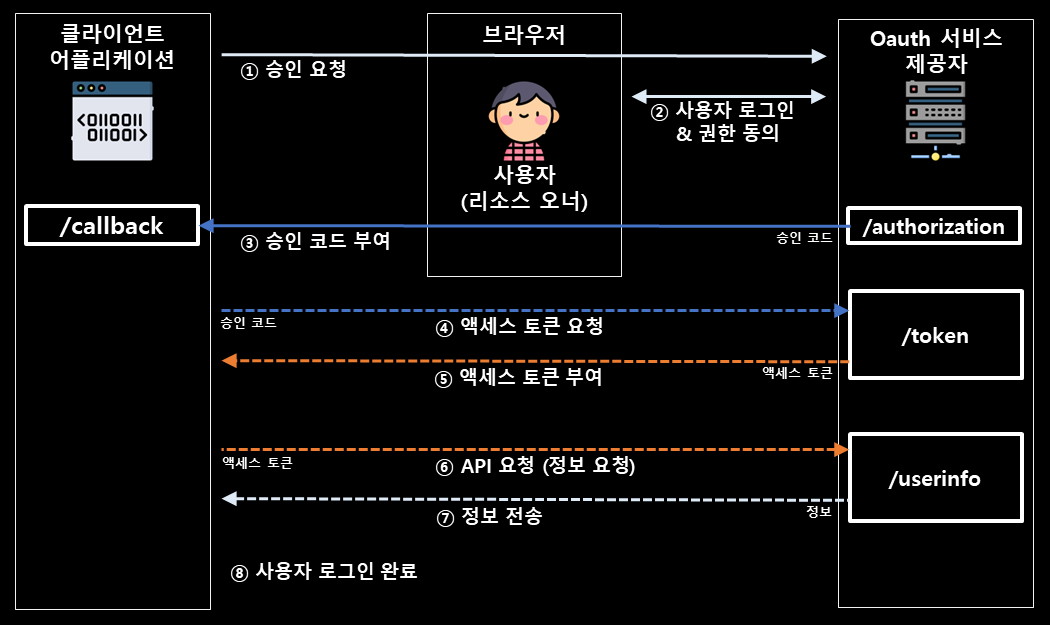 클라이언트
어플리케이션
<0110011
011001>
브라우저
Oauth 서비스
제공자
① 승인 요청
② 사용자 로그인
& 권한 동의
사용자
(리소스 오너)
/callback
/authorization
③ 승인 코드 부여
승인 코드
/token
승인 코드
④ 액세스 토큰 요청
⑤ 액세스 토큰 부여
액세스 토큰
/userinfo
액세스 토큰
⑥ API 요청 (정보 요청)
⑦ 정보 전송
정보
⑧ 사용자 로그인 완료